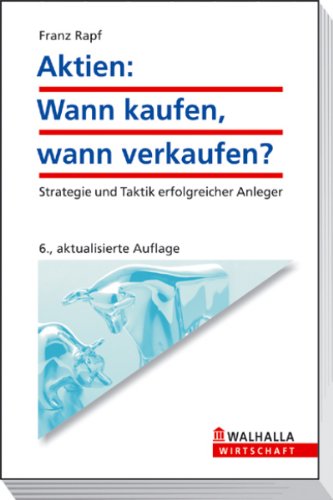 Franz Rapf
Aktien:
Wann kaufen,
wann verkaufen?
Strategie und Taktik erfolgreicher Anleger
6., aktualisierte Auflage
WALHALLA
WIRTSCHAFT